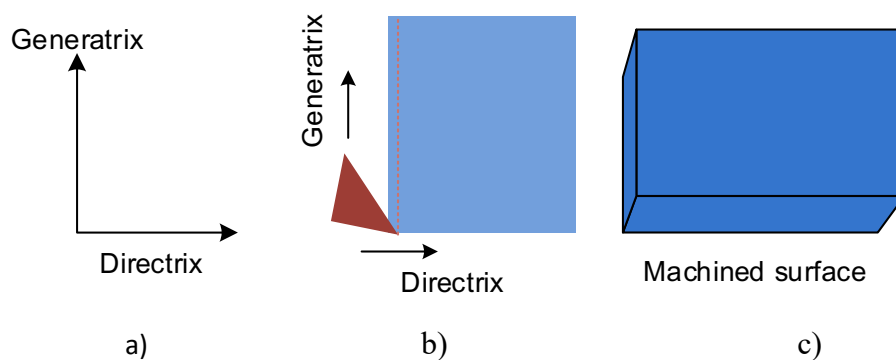 Generatrix
Directrix
a)
Generatrix
Directrix
b)
Machined surface
c)